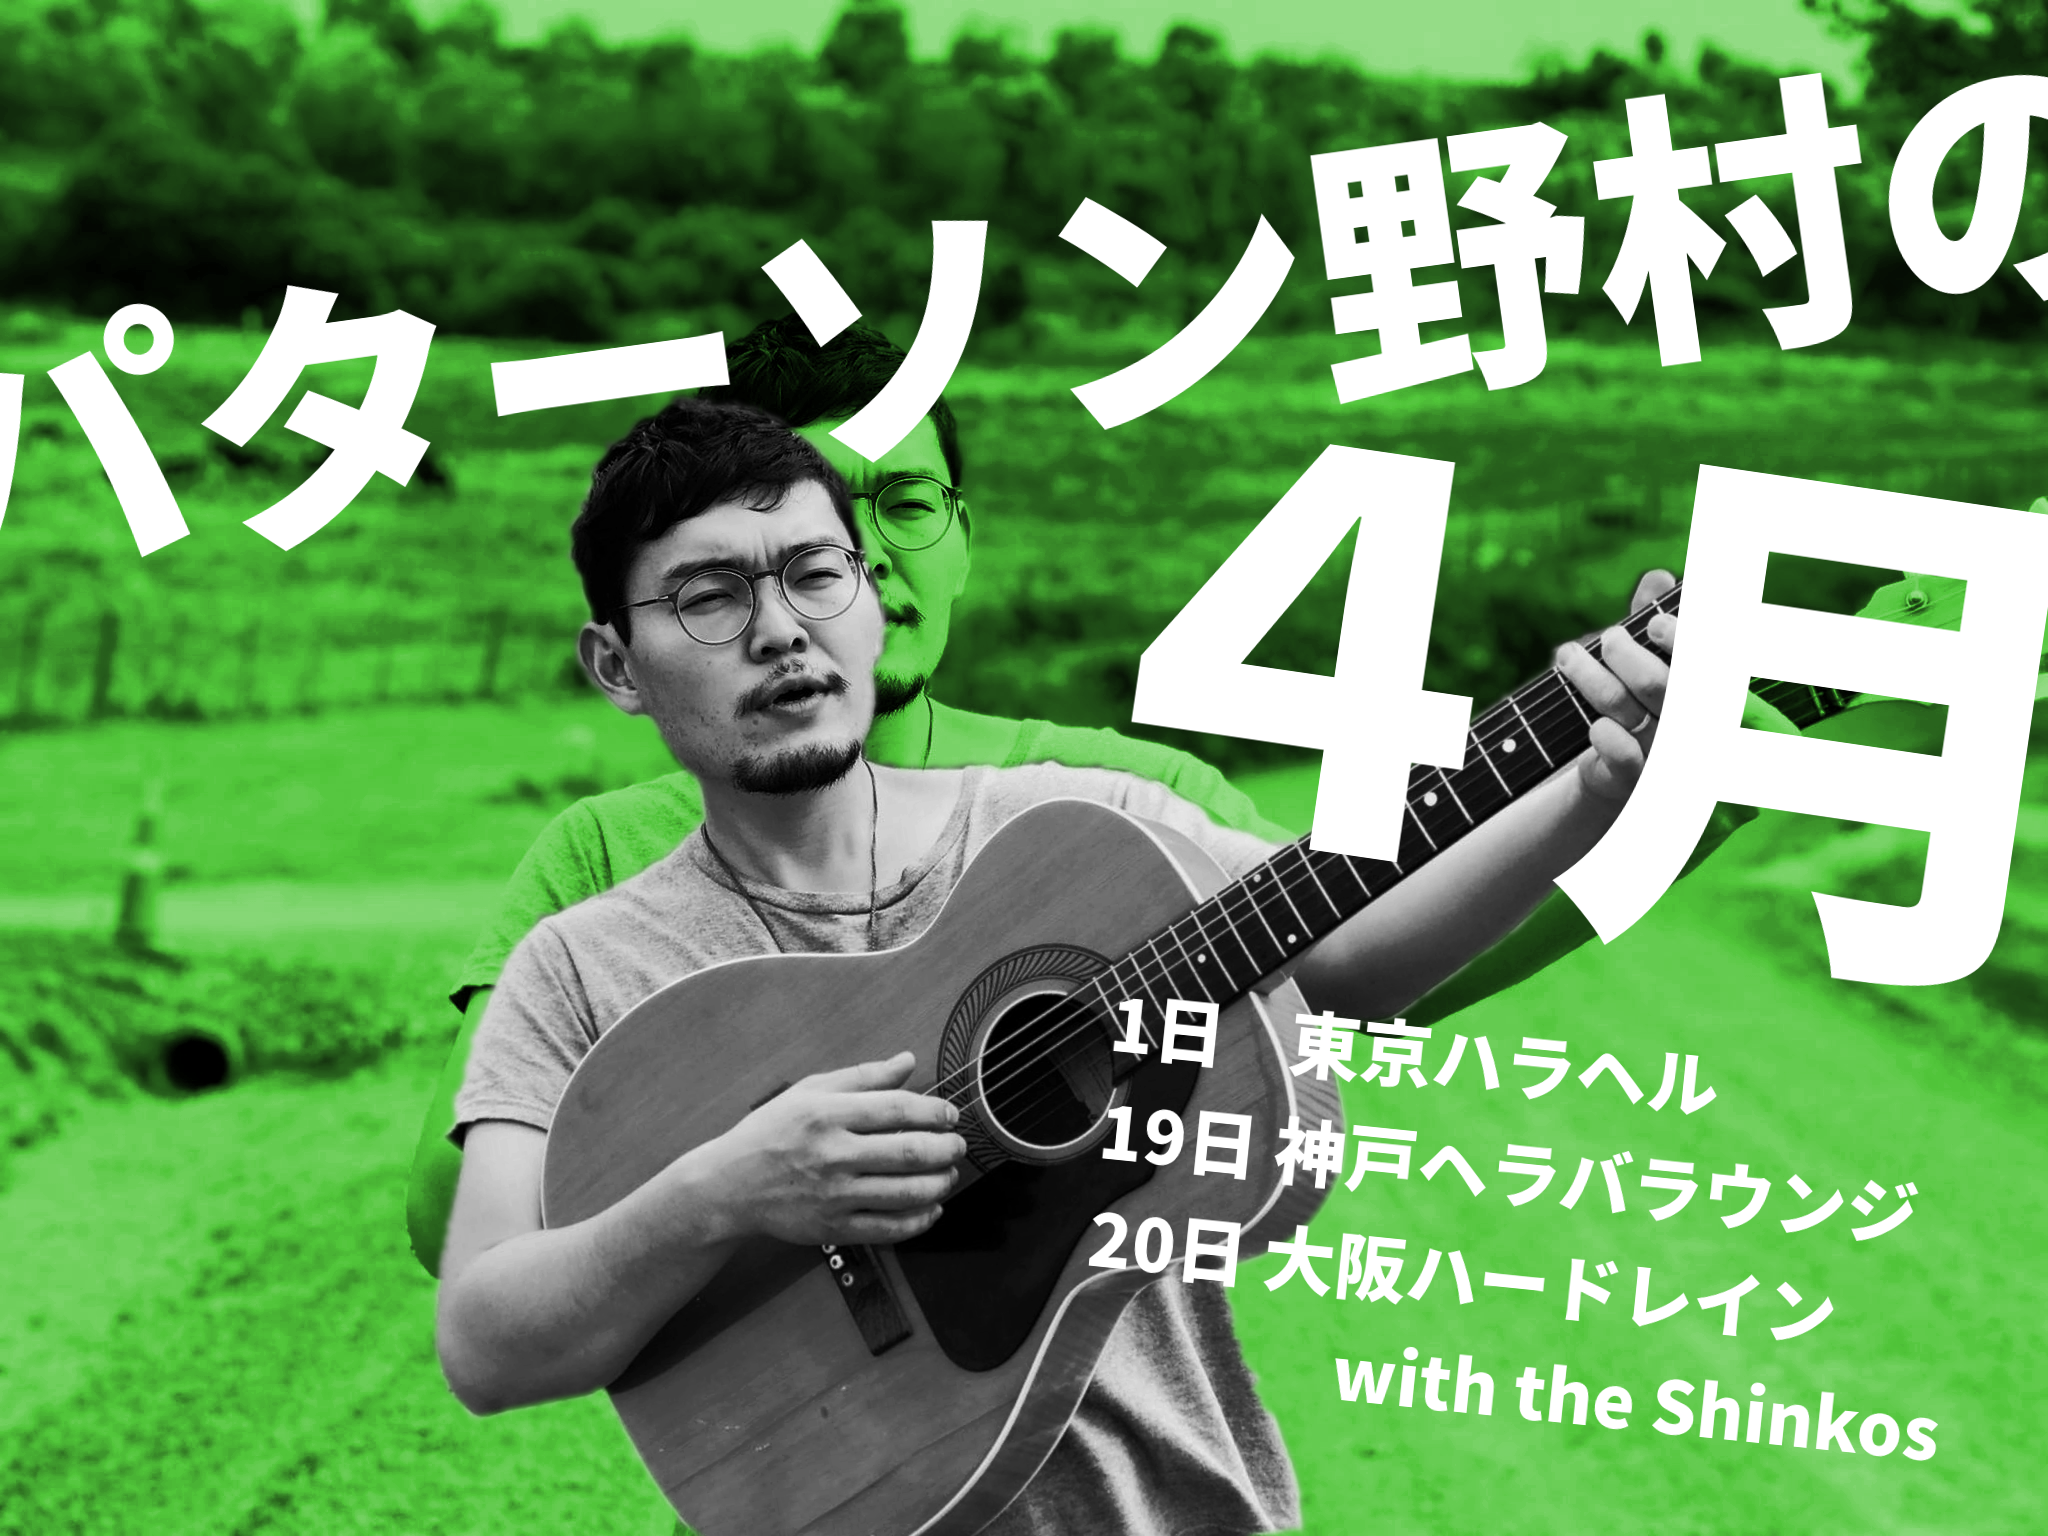 パターソン野村の
4月
1日　東京ハラヘル
19日 神戸ヘラバラウンジ
20日 大阪ハードレイン
with the Shinkos